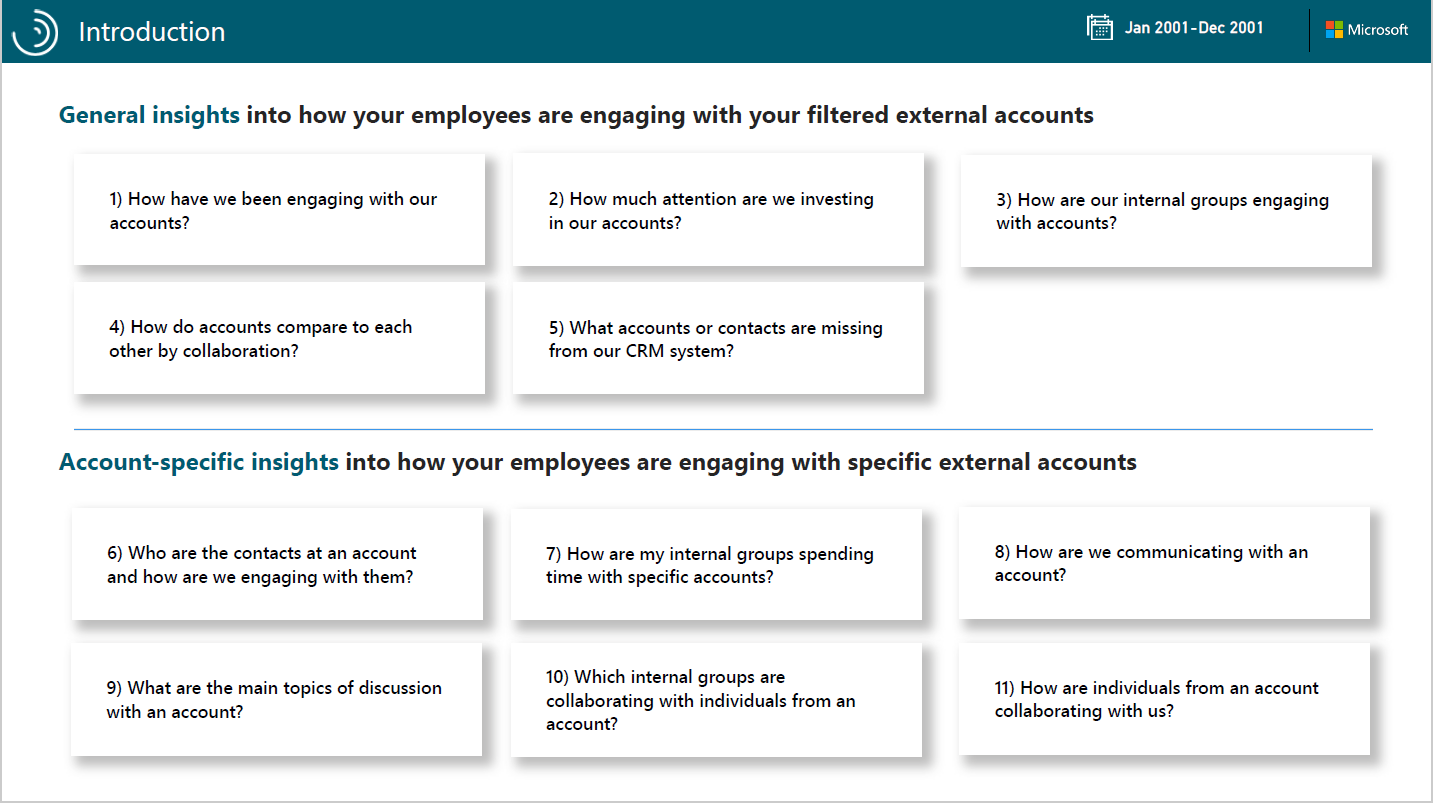 Introduction
Jan 2001-Dec 2001
Microsoft
General insights into how your employees are engaging with your filtered external accounts
1) How have we been engaging with our
accounts?
2) How much attention are we investing
in our accounts?
3) How are our internal groups engaging
with accounts?
4) How do accounts compare to each
other by collaboration?
5) What accounts or contacts are missing
from our CRM system?
Account-specific insights into how your employees are engaging with specific external accounts
6) Who are the contacts at an account
and how are we engaging with them?
7) How are my internal groups spending
time with specific accounts?
8) How are we communicating with an
account?
9) What are the main topics of discussion
with an account?
10) Which internal groups are
collaborating with individuals from an
account?
11) How are individuals from an account
collaborating with us?